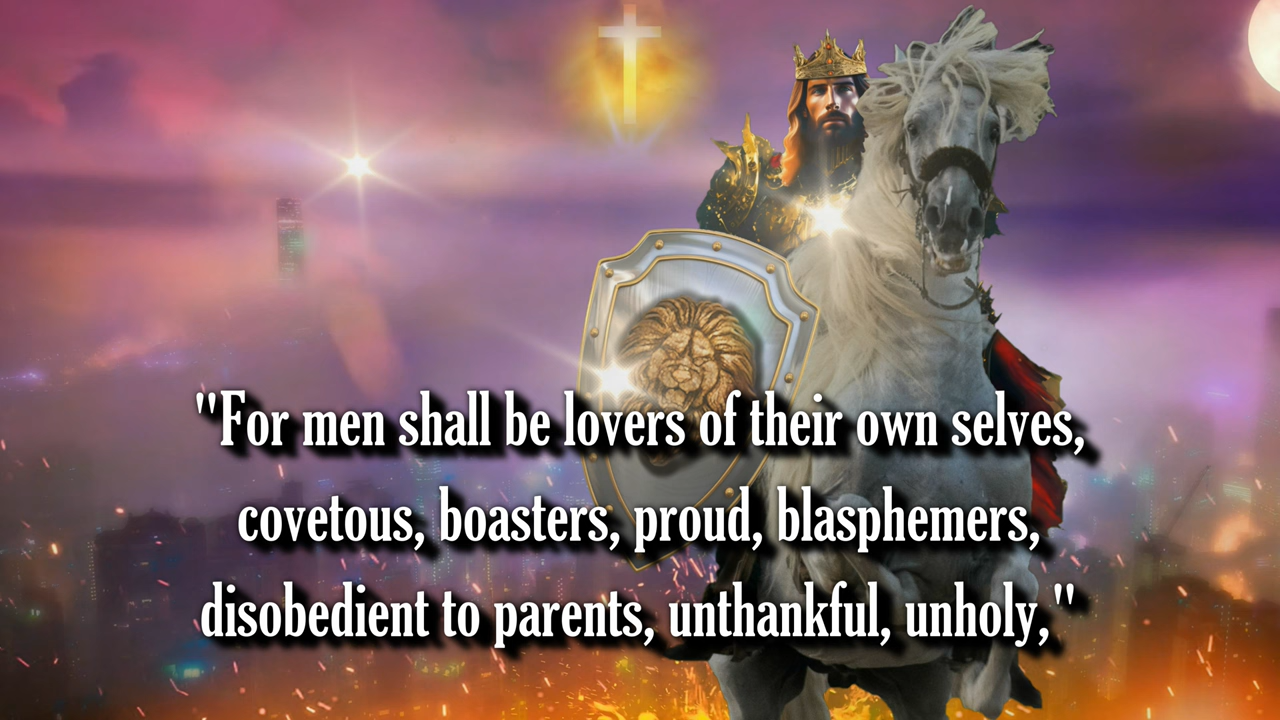 "For men shall be lovers of their own selves,
covetous, boasters, proud, blasphemers,
disobedient to parents, unthankful, unholy,"